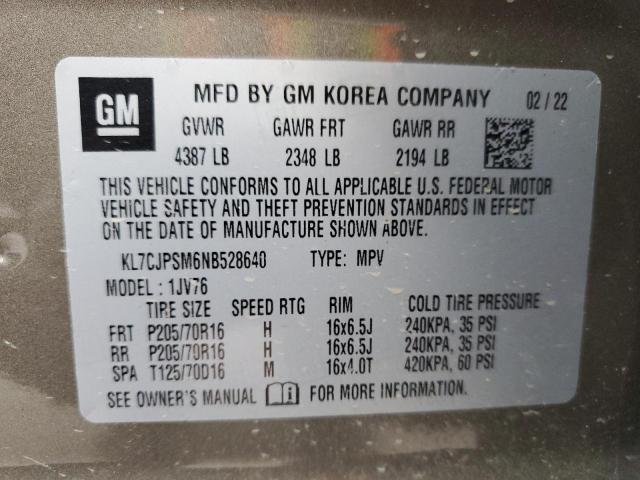 GM MFD BY GM KOREA COMPANY 02 / 22
GVWR GAWR FRT GAWR RR
4387 LB 2348 LB 2194 LB
THIS VEHICLE CONFORMS TO ALL APPLICABLE U.S. FEDERAL MOTOR
VEHICLE SAFETY AND THEFT PREVENTION STANDARDS IN EFFECT
ON THE DATE OF MANUFACTURE SHOWN ABOVE.
KL7CJPSM6NB528640 TYPE: MPV
MODEL : 1JV76
TIRE SIZE SPEED RTG RIM COLD TIRE PRESSURE
FRT P205/70R16 H 16x6.5J 240KPA, 35 PSI
RR P205/70R16 H 16x6.5J 240KPA, 35 PSI
SPA T125/70D16 M 16x4.0T 420KPA, 60 PSI
SEE OWNER'S MANUAL i FOR MORE INFORMATION.